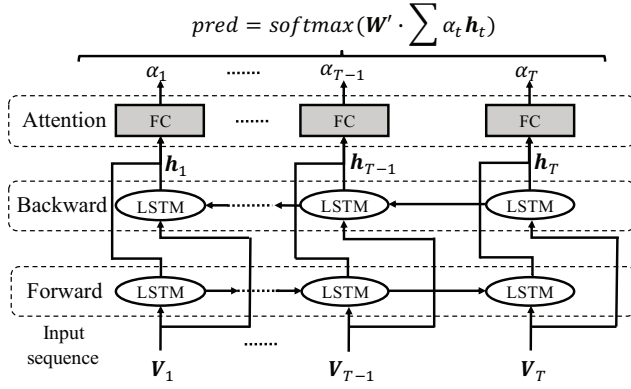 pred = softmax(W′ · ∑ αₜhₜ)
α₁ ...... α_{T−1} α_T
Attention FC ...... FC FC
h₁ h_{T−1} h_T
Backward LSTM LSTM LSTM
Forward LSTM LSTM LSTM
Input
sequence ......
V₁ V_{T−1} V_T